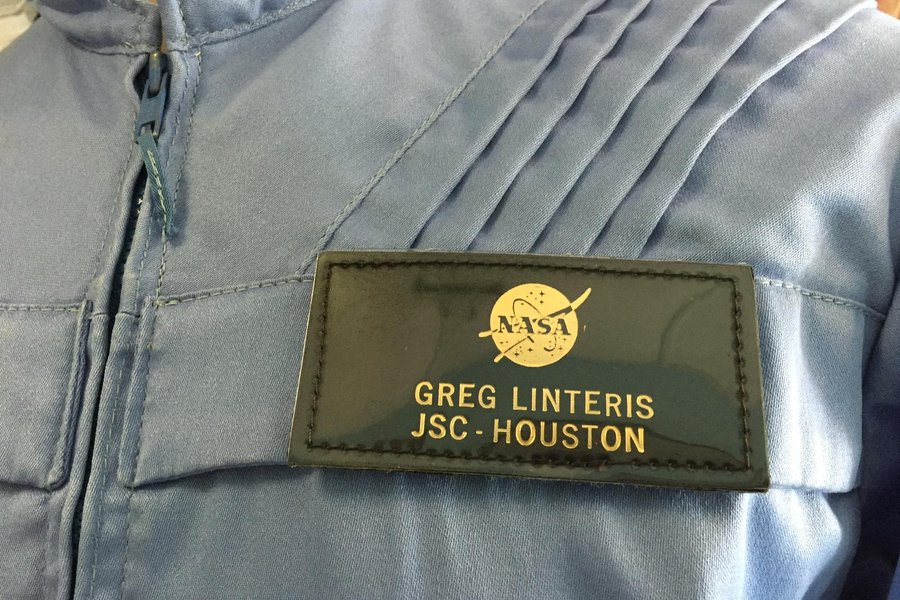 NASA
GREG LINTERIS
JSC - HOUSTON